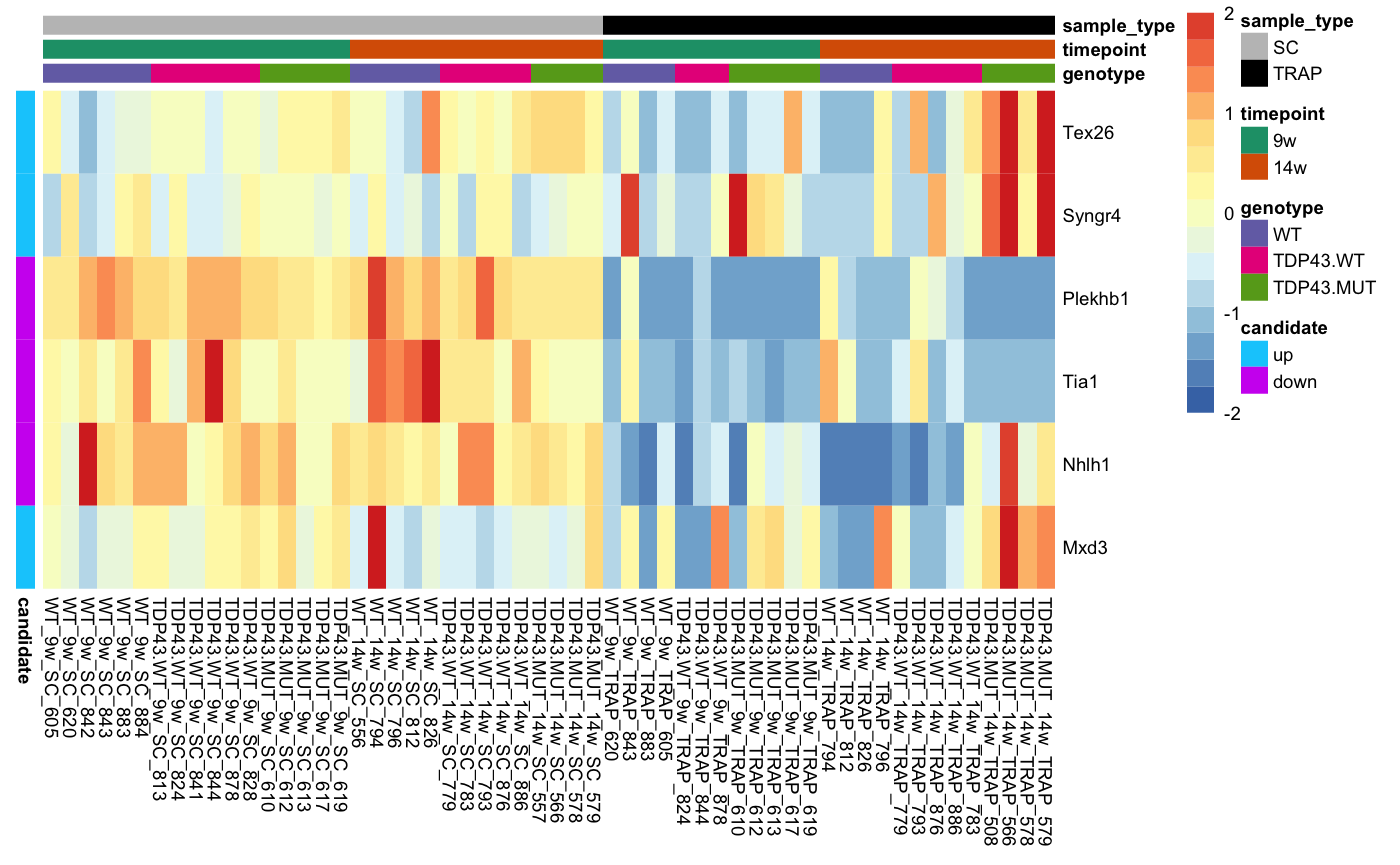 sample_type
timepoint
genotype
Tex26
Syngr4
Plekhb1
Tia1
Nhlh1
Mxd3
candidate
WT_9w_SC_605
WT_9w_SC_620
WT_9w_SC_842
WT_9w_SC_843
WT_9w_SC_883
WT_9w_SC_884
TDP43.WT_9w_SC_813
TDP43.WT_9w_SC_824
TDP43.WT_9w_SC_841
TDP43.WT_9w_SC_844
TDP43.WT_9w_SC_878
TDP43.WT_9w_SC_828
TDP43.MUT_9w_SC_610
TDP43.MUT_9w_SC_612
TDP43.MUT_9w_SC_613
TDP43.MUT_9w_SC_617
TDP43.MUT_9w_SC_619
WT_14w_SC_556
WT_14w_SC_794
WT_14w_SC_796
WT_14w_SC_812
WT_14w_SC_826
TDP43.WT_14w_SC_779
TDP43.WT_14w_SC_783
TDP43.WT_14w_SC_793
TDP43.WT_14w_SC_876
TDP43.WT_14w_SC_886
TDP43.MUT_14w_SC_557
TDP43.MUT_14w_SC_566
TDP43.MUT_14w_SC_578
TDP43.MUT_14w_SC_579
WT_9w_TRAP_620
WT_9w_TRAP_843
WT_9w_TRAP_883
WT_9w_TRAP_605
TDP43.WT_9w_TRAP_824
TDP43.WT_9w_TRAP_844
TDP43.WT_9w_TRAP_878
TDP43.MUT_9w_TRAP_610
TDP43.MUT_9w_TRAP_612
TDP43.MUT_9w_TRAP_613
TDP43.MUT_9w_TRAP_617
TDP43.MUT_9w_TRAP_619
WT_14w_TRAP_794
WT_14w_TRAP_812
WT_14w_TRAP_826
WT_14w_TRAP_796
TDP43.WT_14w_TRAP_779
TDP43.WT_14w_TRAP_793
TDP43.WT_14w_TRAP_876
TDP43.WT_14w_TRAP_886
TDP43.WT_14w_TRAP_783
TDP43.MUT_14w_TRAP_508
TDP43.MUT_14w_TRAP_566
TDP43.MUT_14w_TRAP_578
TDP43.MUT_14w_TRAP_579
2
1
0
-1
-2
sample_type
SC
TRAP
timepoint
9w
14w
genotype
WT
TDP43.WT
TDP43.MUT
candidate
up
down